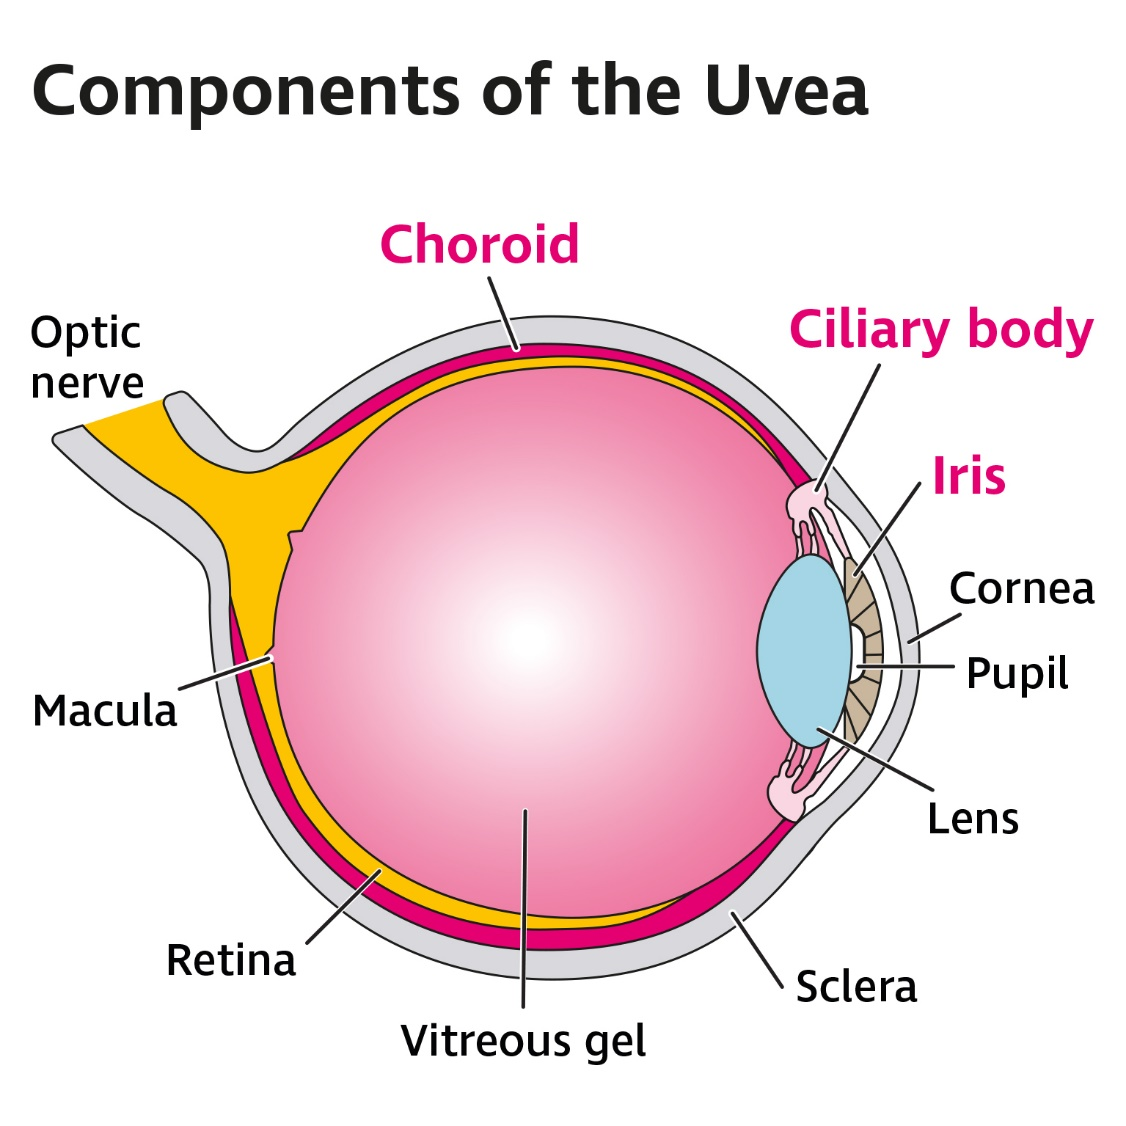 Components of the Uvea
Choroid
Optic
nerve
Ciliary body
Iris
Cornea
Pupil
Macula
Lens
Retina
Sclera
Vitreous gel